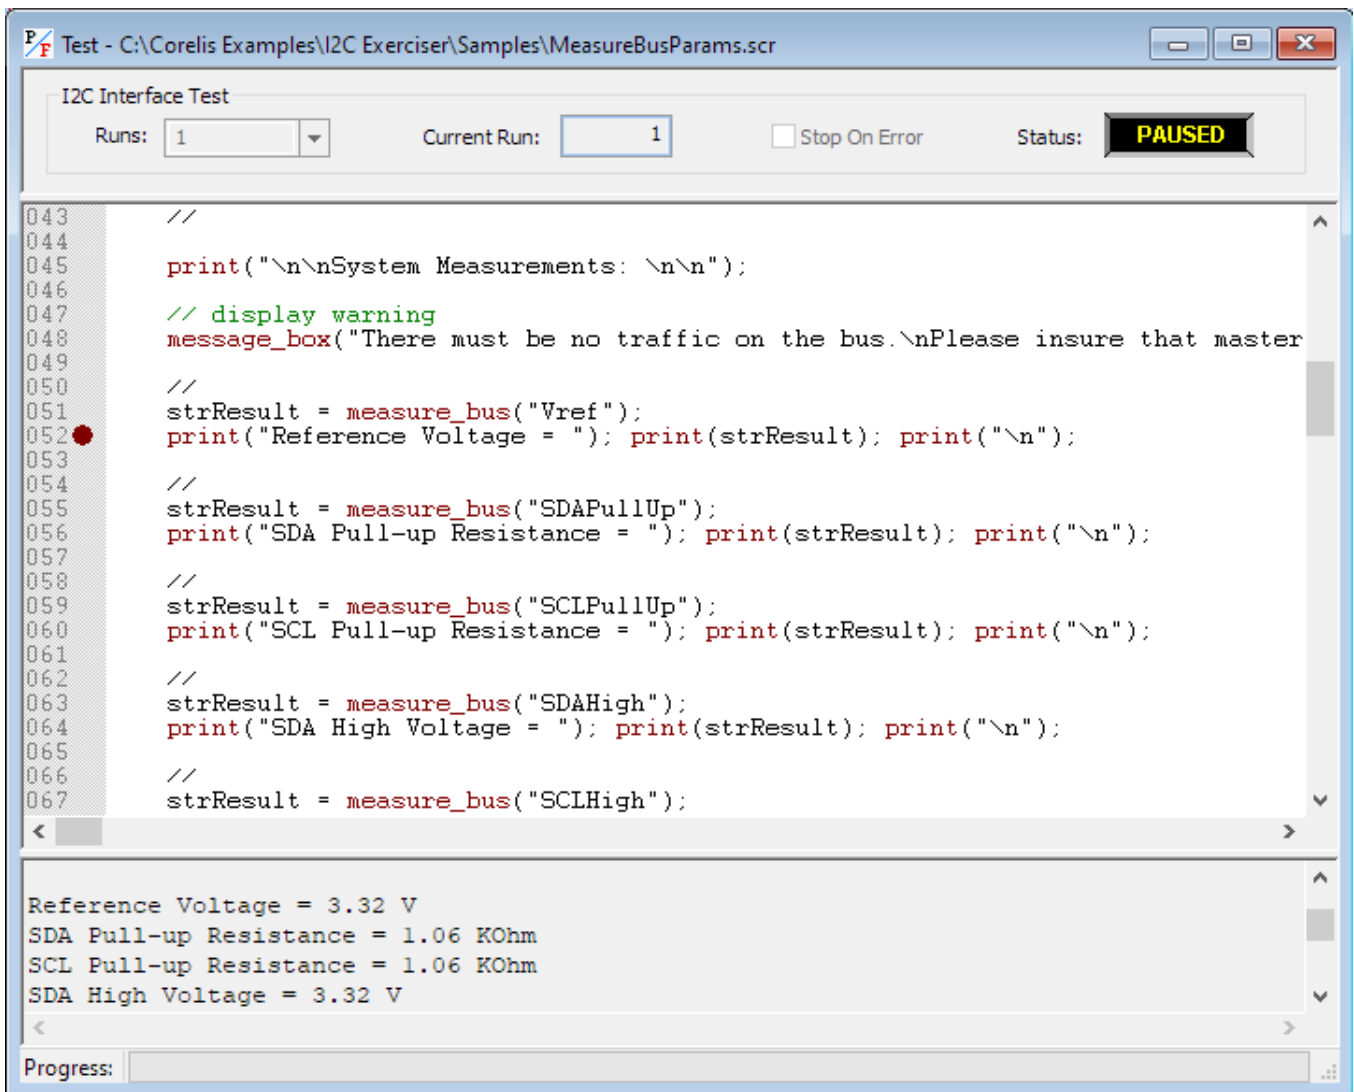 P/F Test - C:\Corelis Examples\I2C Exerciser\Samples\MeasureBusParams.scr
I2C Interface Test
Runs: 1 Current Run: 1 Stop On Error Status: PAUSED
043 //
044
045 print("\n\nSystem Measurements: \n\n");
046
047 // display warning
048 message_box("There must be no traffic on the bus.\nPlease insure that master
049
050 //
051 strResult = measure_bus("Vref");
052 print("Reference Voltage = "); print(strResult); print("\n");
053
054 //
055 strResult = measure_bus("SDAPullUp");
056 print("SDA Pull-up Resistance = "); print(strResult); print("\n");
057
058 //
059 strResult = measure_bus("SCLPullUp");
060 print("SCL Pull-up Resistance = "); print(strResult); print("\n");
061
062 //
063 strResult = measure_bus("SDAHigh");
064 print("SDA High Voltage = "); print(strResult); print("\n");
065
066 //
067 strResult = measure_bus("SCLHigh");
Reference Voltage = 3.32 V
SDA Pull-up Resistance = 1.06 KOhm
SCL Pull-up Resistance = 1.06 KOhm
SDA High Voltage = 3.32 V
Progress: